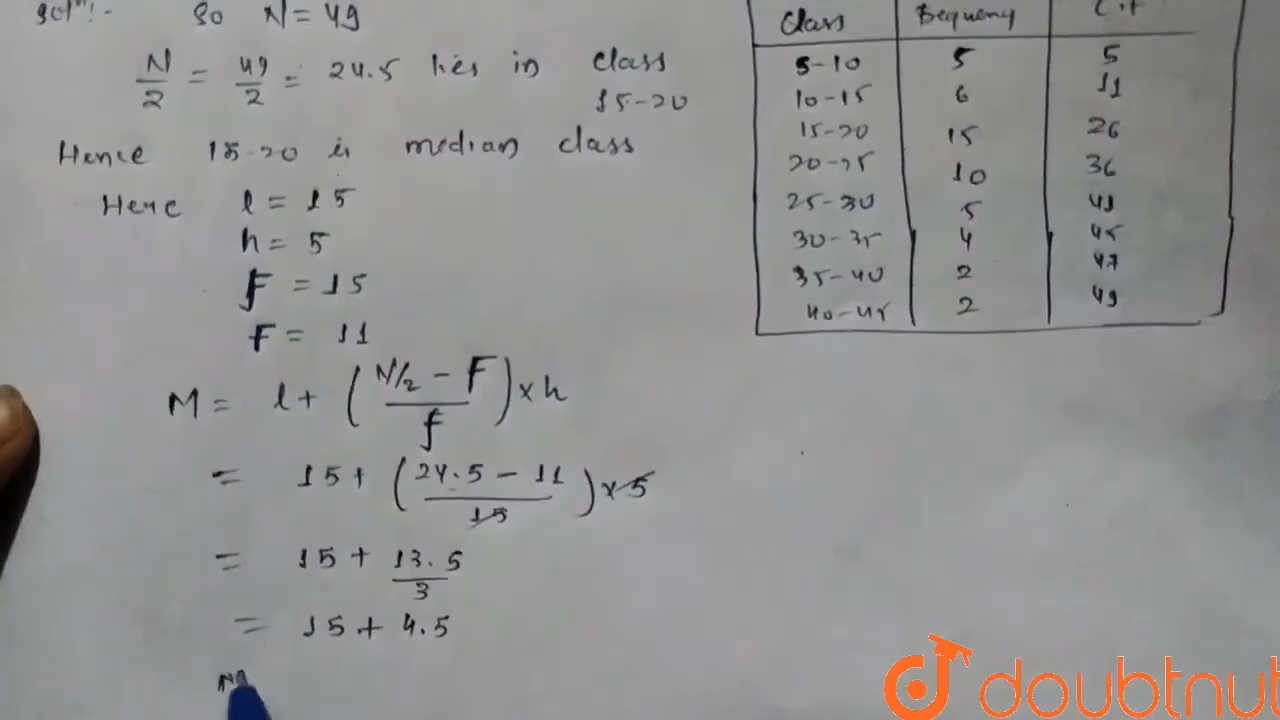 Solⁿ:- So N = 49
N/2 = 49/2 = 24.5 lies in class
15-20
Hence 15-20 is median class
Here l = 15
h = 5
f = 15
F = 11
M = l + (N/2 - F / f) × h
= 15 + (24.5 - 11 / 15) × 5
= 15 + 13.5 / 3
= 15 + 4.5
Class C.f
5-10 5 5
10-15 6 11
15-20 15 26
20-25 10 36
25-30 5 41
30-35 4 45
35-40 2 47
40-45 2 49
doubtnut